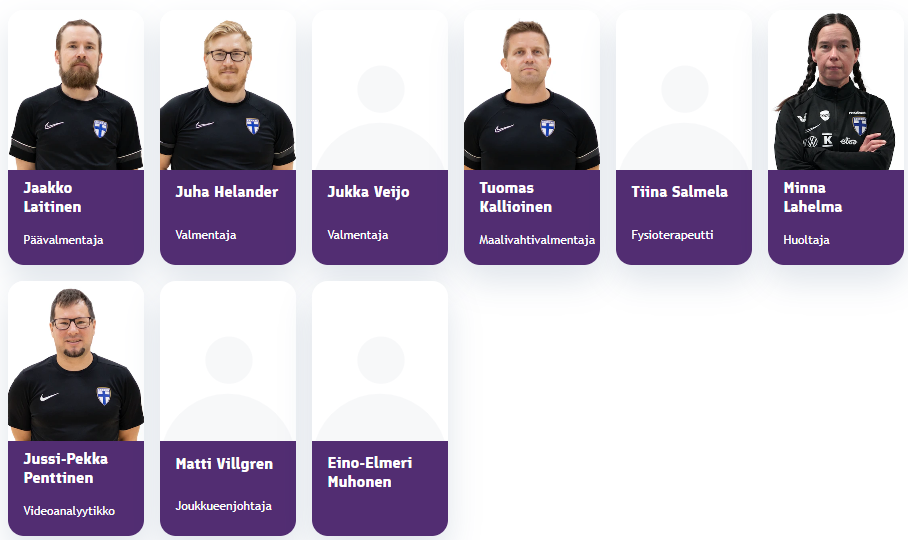 Jaakko
Laitinen
Päävalmentaja
Juha Helander
Valmentaja
Jukka Veijo
Valmentaja
Tuomas
Kallioinen
Maalivahtivalmentaja
Tiina Salmela
Fysioterapeutti
Minna
Lahelma
Huoltaja
Jussi-Pekka
Penttinen
Videoanalyytikko
Matti Villgren
Joukkueenjohtaja
Eino-Elmeri
Muhonen